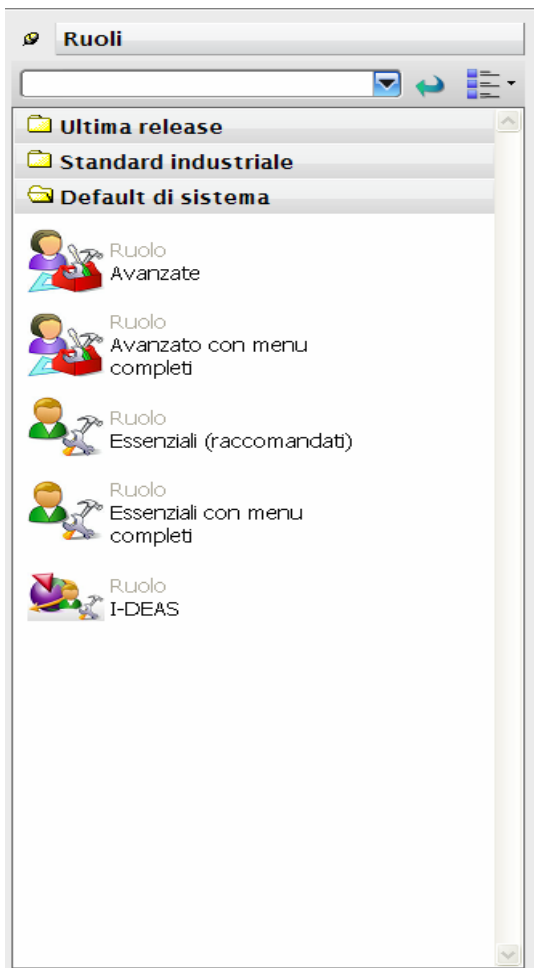 Ruoli
Ultima release
Standard industriale
Default di sistema
Ruolo
Avanzate
Ruolo
Avanzato con menu
completi
Ruolo
Essenziali (raccomandati)
Ruolo
Essenziali con menu
completi
Ruolo
I-DEAS